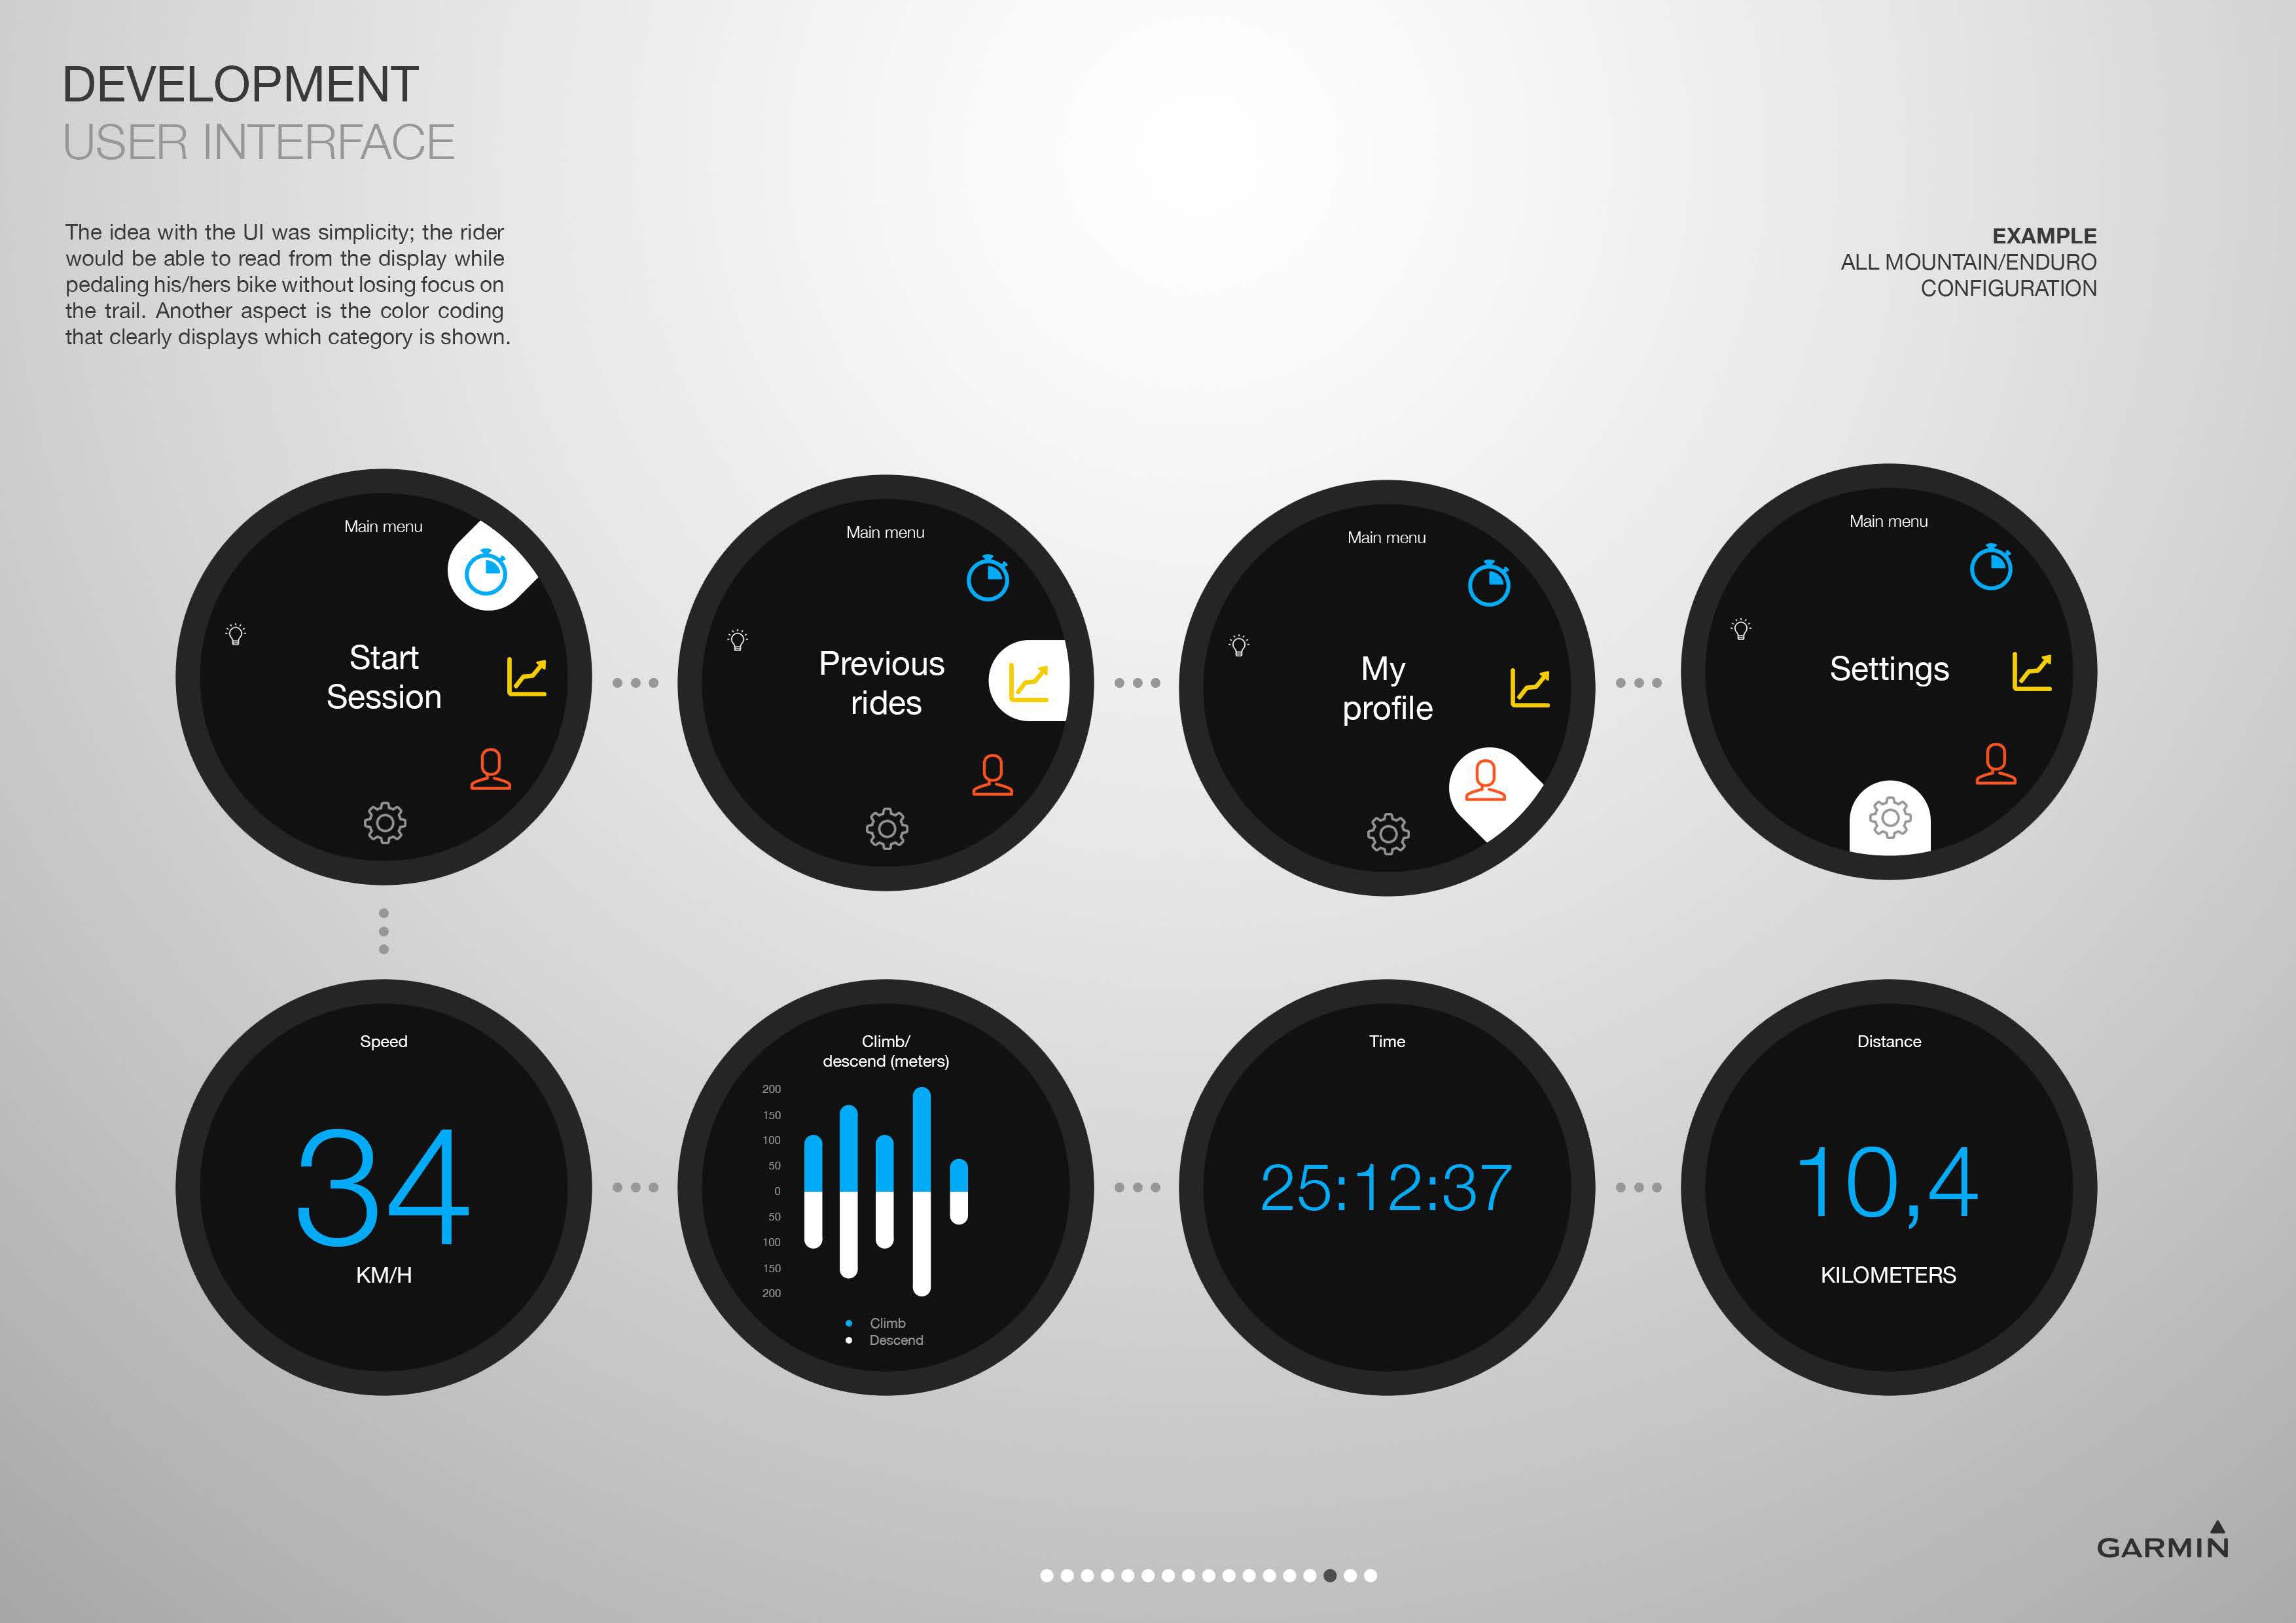 DEVELOPMENT
USER INTERFACE
The idea with the UI was simplicity; the rider
would be able to read from the display while
pedaling his/hers bike without losing focus on
the trail. Another aspect is the color coding
that clearly displays which category is shown.
EXAMPLE
ALL MOUNTAIN/ENDURO
CONFIGURATION
Main menu
Start
Session
Main menu
Previous
rides
Main menu
My
profile
Main menu
Settings
Speed
34
KM/H
Climb/
descend (meters)
200
150
100
50
0
50
100
150
200
Climb
Descend
Time
25:12:37
Distance
10,4
KILOMETERS
GARMIN